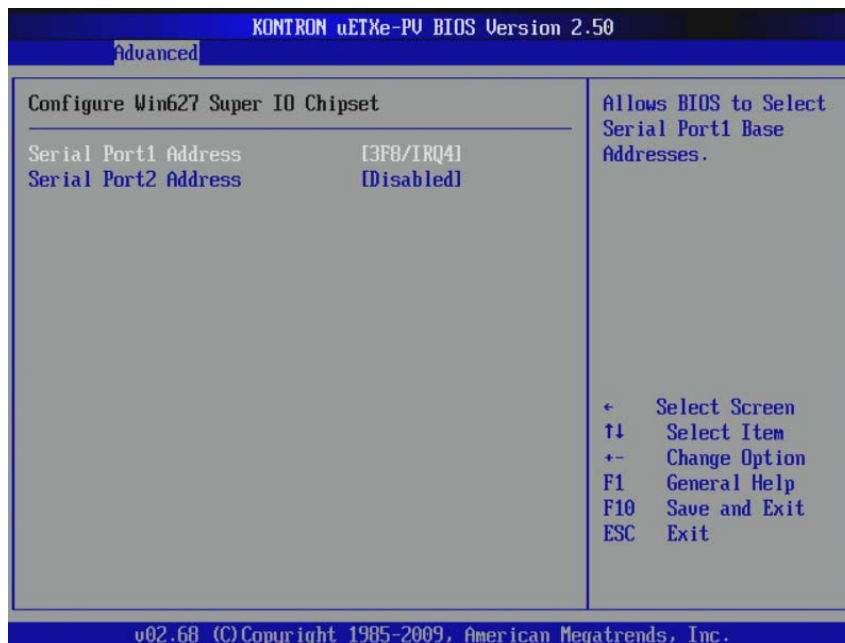 KONTRON uETXe-PV BIOS Version 2.50
Advanced
Configure Win627 Super IO Chipset
Serial Port1 Address [3F8/IRQ4]
Serial Port2 Address [Disabled]
Allows BIOS to Select
Serial Port1 Base
Addresses.
← Select Screen
↑↓ Select Item
+- Change Option
F1 General Help
F10 Save and Exit
ESC Exit
v02.68 (C)Copyright 1985-2009, American Megatrends, Inc.